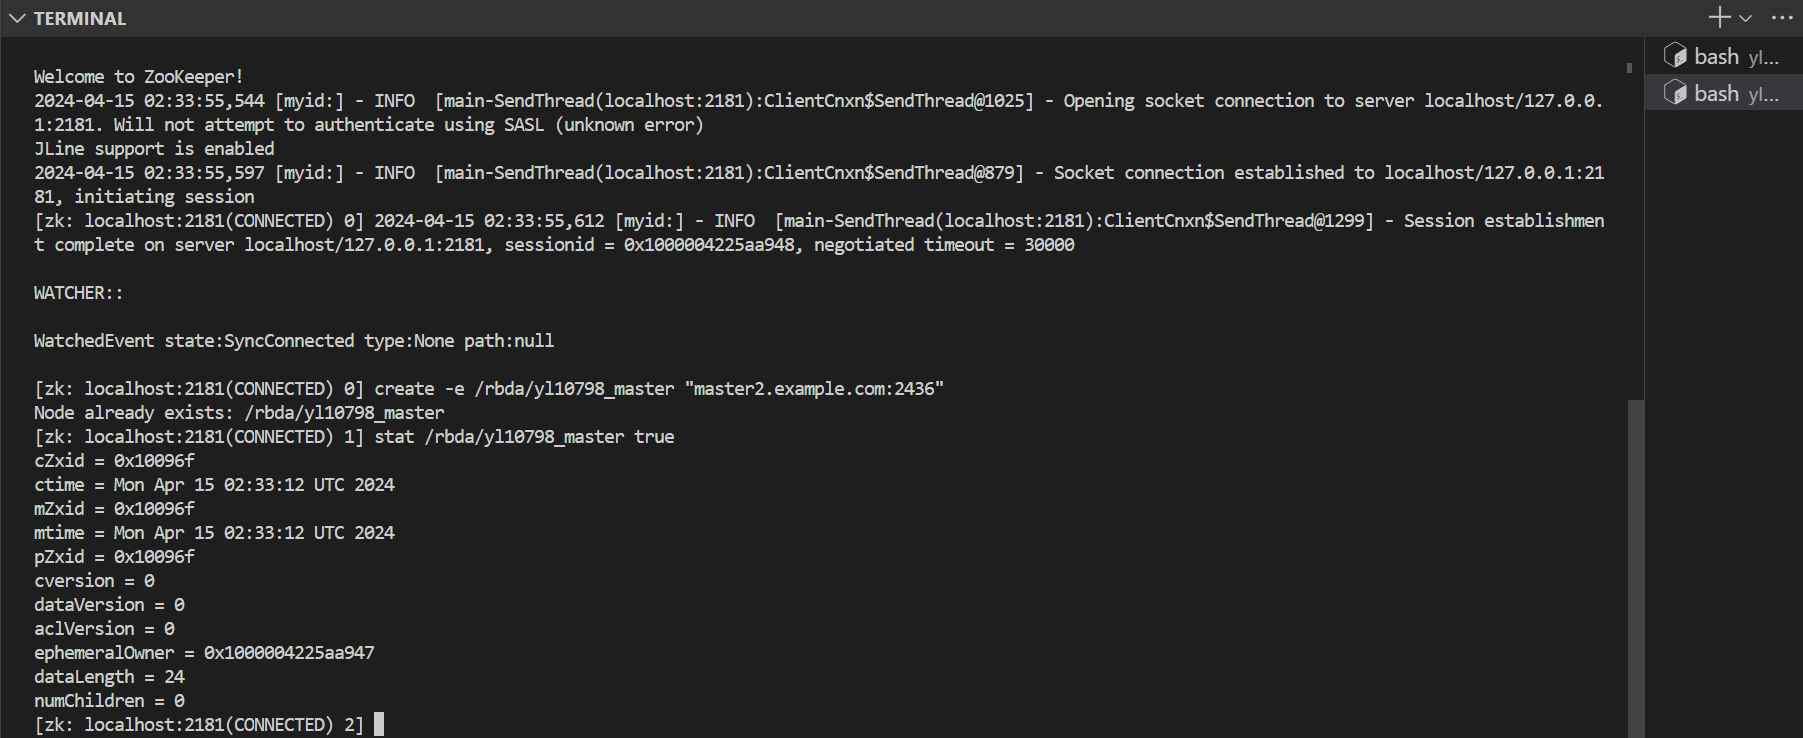 TERMINAL
Welcome to ZooKeeper!
2024-04-15 02:33:55,544 [myid:] - INFO  [main-SendThread(localhost:2181):ClientCnxn$SendThread@1025] - Opening socket connection to server localhost/127.0.0.
1:2181. Will not attempt to authenticate using SASL (unknown error)
JLine support is enabled
2024-04-15 02:33:55,597 [myid:] - INFO  [main-SendThread(localhost:2181):ClientCnxn$SendThread@879] - Socket connection established to localhost/127.0.0.1:21
81, initiating session
[zk: localhost:2181(CONNECTED) 0] 2024-04-15 02:33:55,612 [myid:] - INFO  [main-SendThread(localhost:2181):ClientCnxn$SendThread@1299] - Session establishmen
t complete on server localhost/127.0.0.1:2181, sessionid = 0x1000004225aa948, negotiated timeout = 30000
WATCHER::
WatchedEvent state:SyncConnected type:None path:null
[zk: localhost:2181(CONNECTED) 0] create -e /rbda/yl10798_master "master2.example.com:2436"
Node already exists: /rbda/yl10798_master
[zk: localhost:2181(CONNECTED) 1] stat /rbda/yl10798_master true
cZxid = 0x10096f
ctime = Mon Apr 15 02:33:12 UTC 2024
mZxid = 0x10096f
mtime = Mon Apr 15 02:33:12 UTC 2024
pZxid = 0x10096f
cversion = 0
dataVersion = 0
aclVersion = 0
ephemeralOwner = 0x1000004225aa947
dataLength = 24
numChildren = 0
[zk: localhost:2181(CONNECTED) 2]
bash yl...
bash yl...